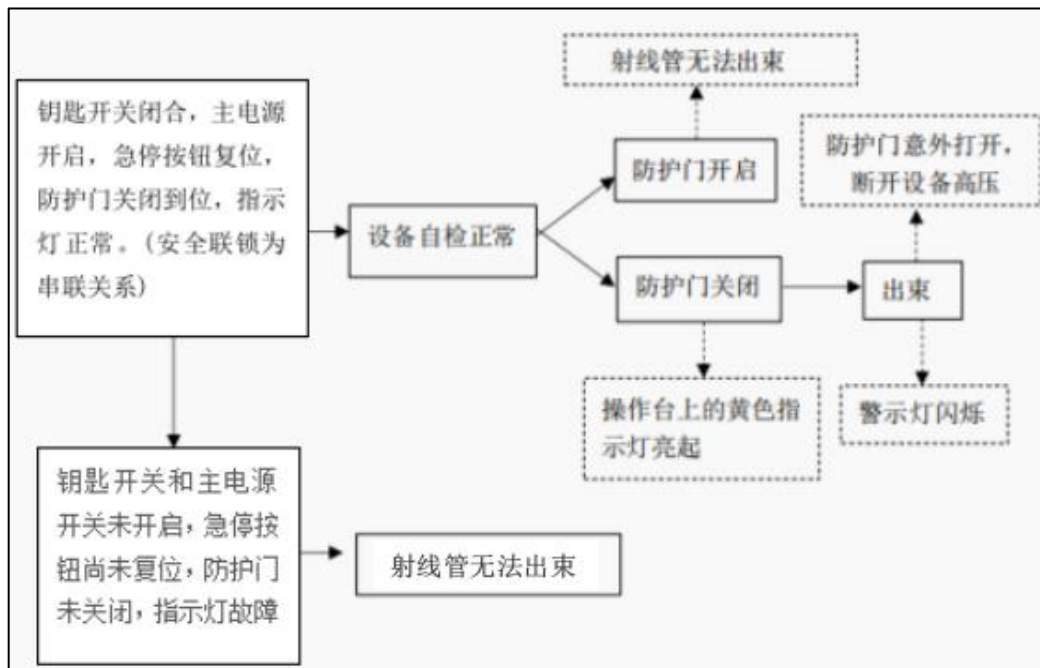 射线管无法出束
钥匙开关闭合，主电源
开启，急停按钮复位，
防护门关闭到位，指示
灯正常。(安全联锁为
串联关系)
设备自检正常
防护门开启
防护门意外打开，
断开设备高压
防护门关闭
出束
操作台上的黄色指
示灯亮起
警示灯闪烁
钥匙开关和主电源
开关未开启，急停按
钮尚未复位，防护门
未关闭，指示灯故障
射线管无法出束